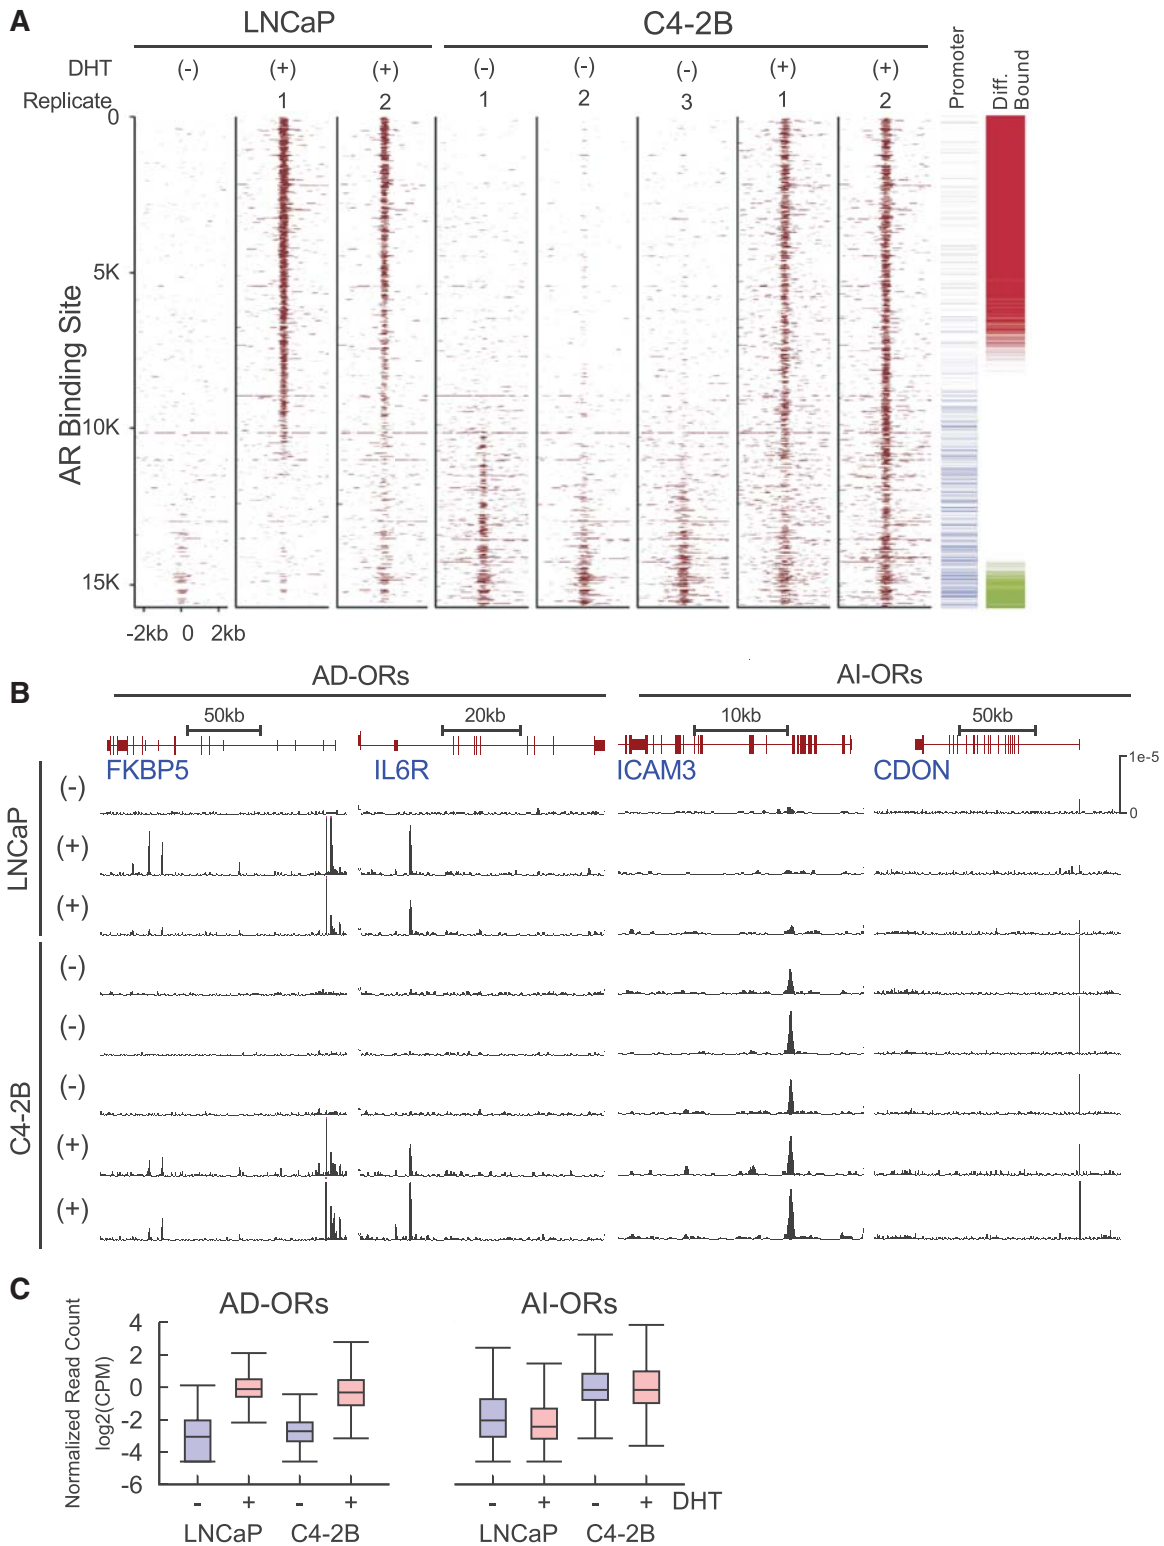 A
LNCaP C4-2B
DHT (-) (+) (+) (-) (-) (-) (+) (+)
Replicate 1 2 1 2 3 1 2
Promoter
Diff. Bound
AR Binding Site
0
5K
10K
15K
-2kb 0 2kb
B
AD-ORs AI-ORs
50kb 20kb 10kb 50kb
FKBP5 IL6R ICAM3 CDON
1e-5
0
LNCaP
(-)
(+)
(+)
C4-2B
(-)
(-)
(-)
(+)
(+)
C
AD-ORs AI-ORs
Normalized Read Count
log2(CPM)
4
2
0
-2
-4
-6
- + - + - + - + DHT
LNCaP C4-2B LNCaP C4-2B